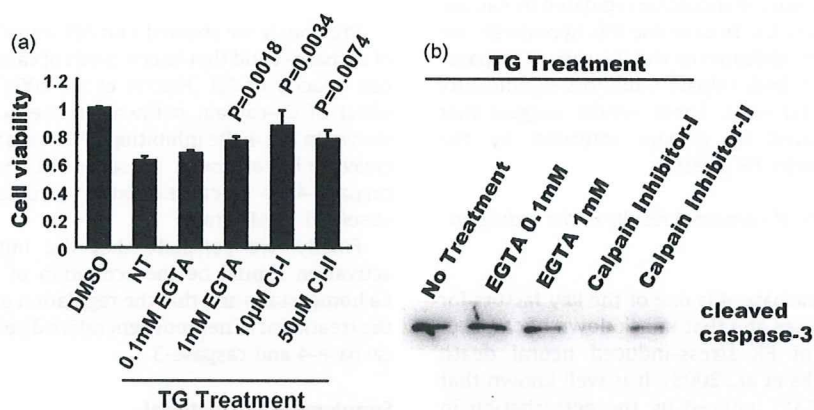 (a)
P=0.0018
P=0.0034
P=0.0074
Cell viability
1.2
1
0.8
0.6
0.4
0.2
0
DMSO
NT
0.1mM EGTA
1mM EGTA
10μM CI-I
50μM CI-II
TG Treatment
(b)
TG Treatment
No Treatment
EGTA 0.1mM
EGTA 1mM
Calpain Inhibitor-I
Calpain Inhibitor-II
cleaved
caspase-3